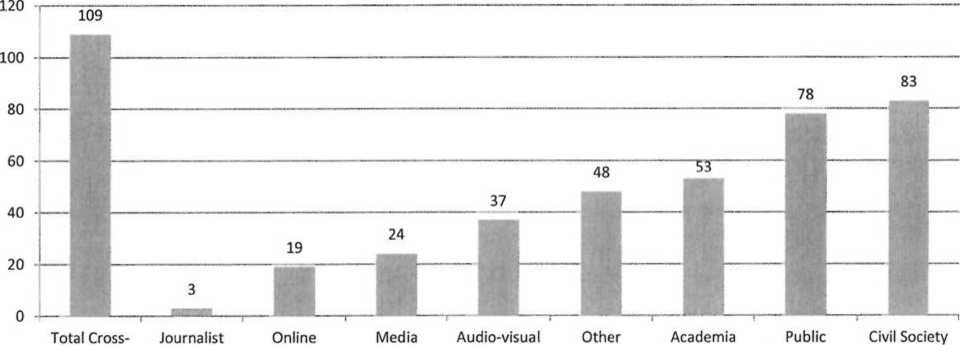 120
109
100
80
60
40
20
0
3
19
24
37
48
53
78
83
Total Cross-
Journalist
Online
Media
Audio-visual
Other
Academia
Public
Civil Society